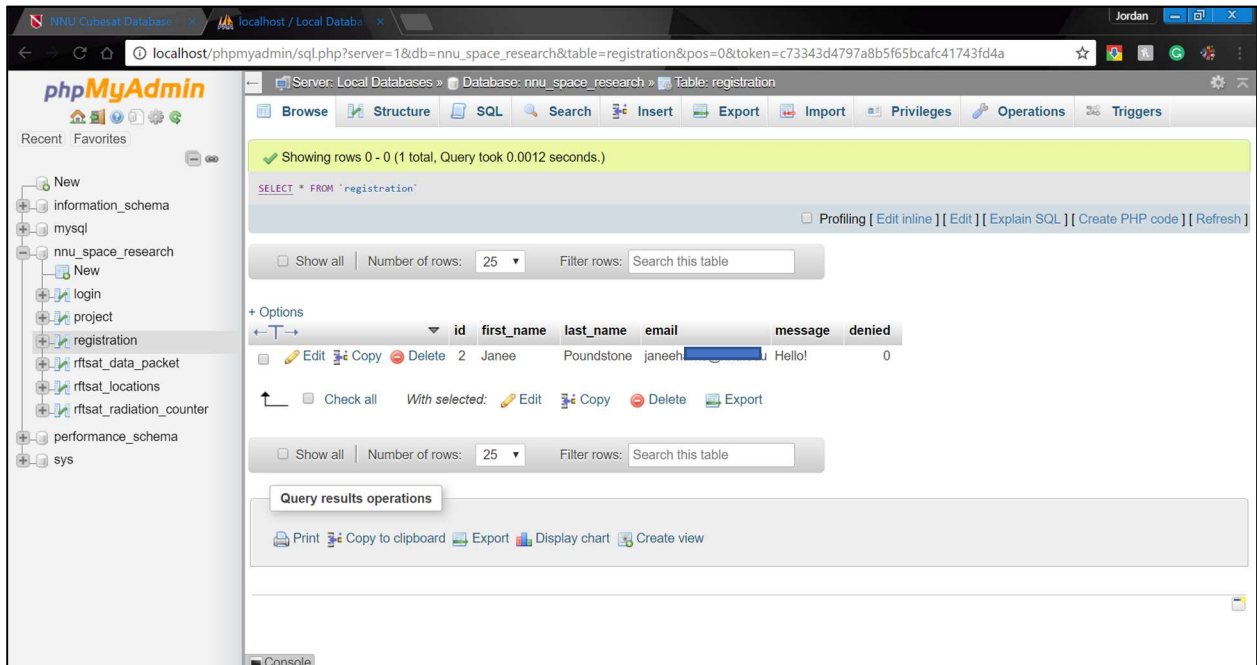 NNU Cubesat Database
localhost / Local Databa
Jordan
localhost/phpmyadmin/sql.php?server=1&db=nnu_space_research&table=registration&pos=0&token=c73343d4797a8b5f65bcafc41743fd4a
phpMyAdmin
Recent Favorites
New
information_schema
mysql
nnu_space_research
New
login
project
registration
rftsat_data_packet
rftsat_locations
rftsat_radiation_counter
performance_schema
sys
Server: Local Databases » Database: nnu_space_research » Table: registration
Browse Structure SQL Search Insert Export Import Privileges Operations Triggers
Showing rows 0 - 0 (1 total, Query took 0.0012 seconds.)
SELECT * FROM `registration`
Profiling [ Edit inline ] [ Edit ] [ Explain SQL ] [ Create PHP code ] [ Refresh ]
Show all Number of rows: 25 Filter rows: Search this table
+ Options
←T→ id first_name last_name email message denied
Edit Copy Delete 2 Janee Poundstone janeeh Hello! 0
Check all With selected: Edit Copy Delete Export
Show all Number of rows: 25 Filter rows: Search this table
Query results operations
Print Copy to clipboard Export Display chart Create view
Console